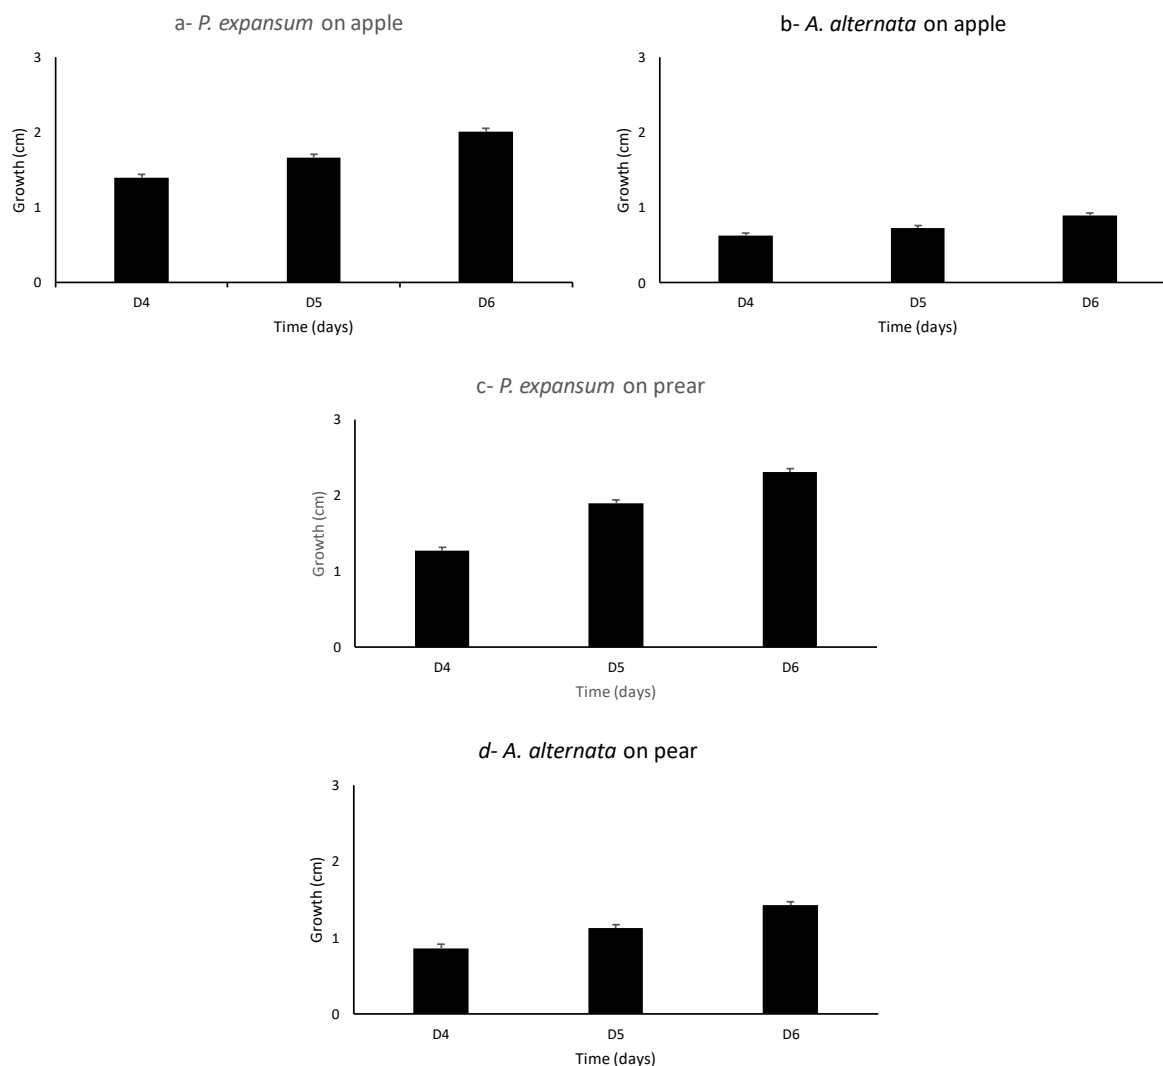 a- P. expansum on apple
3
2
1
0
Growth (cm)
D4 D5 D6
Time (days)
b- A. alternata on apple
3
2
1
0
Growth (cm)
D4 D5 D6
Time (days)
c- P. expansum on prear
3
2
1
0
Growth (cm)
D4 D5 D6
Time (days)
d- A. alternata on pear
3
2
1
0
Growth (cm)
D4 D5 D6
Time (days)